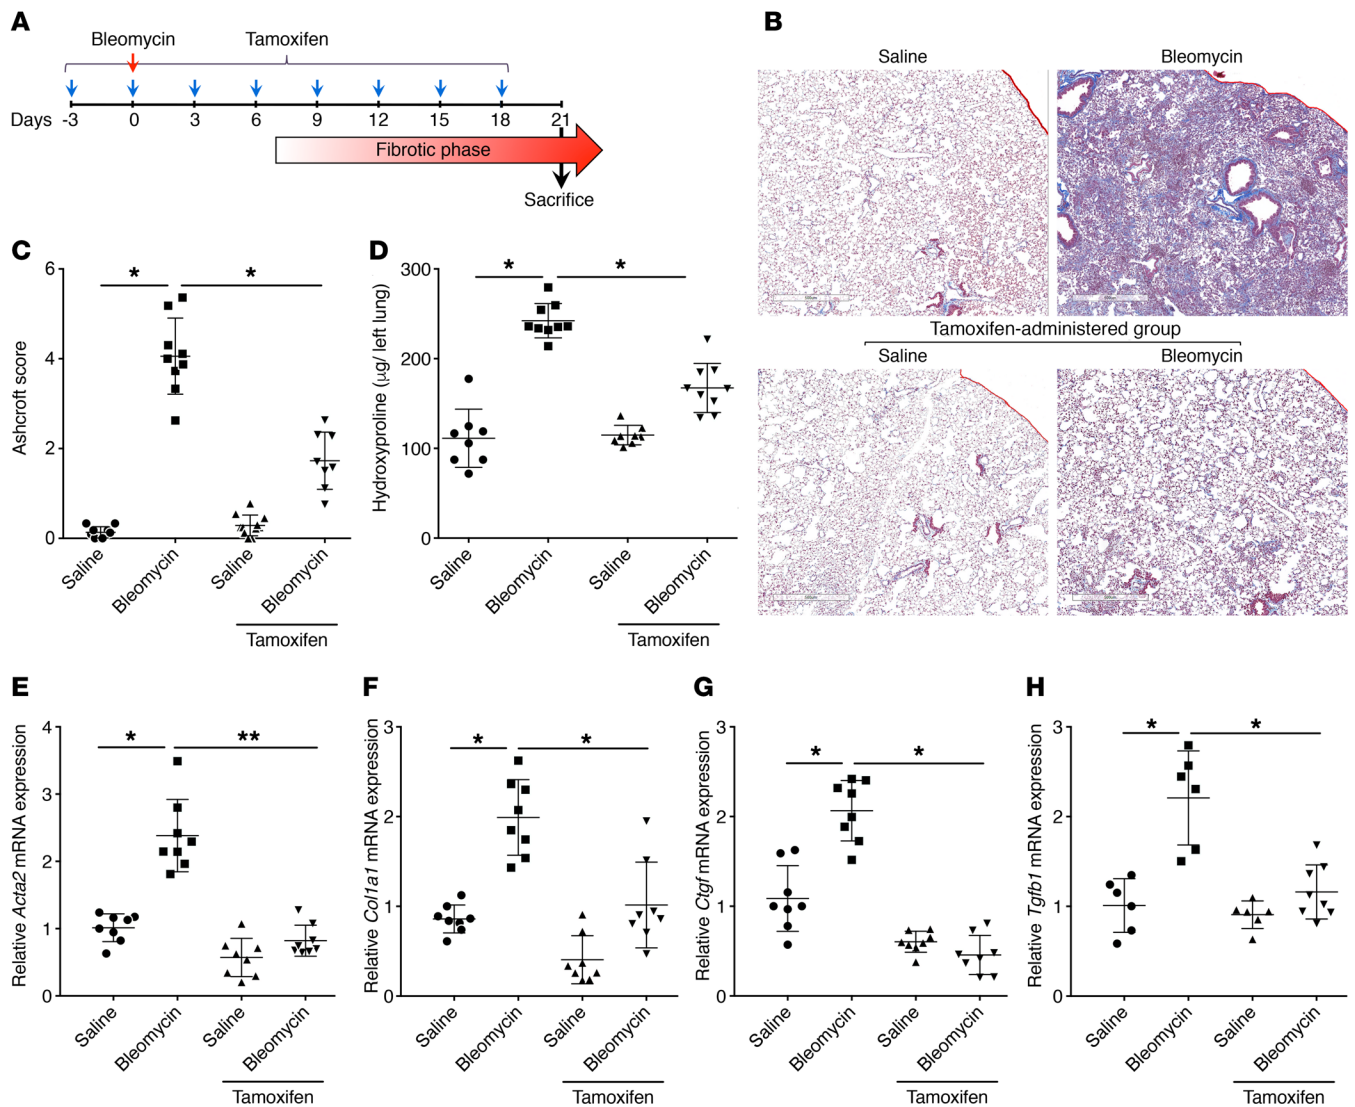 A
Bleomycin
Tamoxifen
Days -3 0 3 6 9 12 15 18 21
Fibrotic phase
Sacrifice
B
Saline Bleomycin
Tamoxifen-administered group
Saline Bleomycin
C
Ashcroft score
6
4
2
0
* *
Saline Bleomycin Saline Bleomycin
Tamoxifen
D
Hydroxyproline (µg/ left lung)
300
200
100
0
* *
Saline Bleomycin Saline Bleomycin
Tamoxifen
E
Relative Acta2 mRNA expression
4
3
2
1
0
* **
Saline Bleomycin Saline Bleomycin
Tamoxifen
F
Relative Col1a1 mRNA expression
3
2
1
0
* *
Saline Bleomycin Saline Bleomycin
Tamoxifen
G
Relative Ctgf mRNA expression
3
2
1
0
* *
Saline Bleomycin Saline Bleomycin
Tamoxifen
H
Relative Tgfb1 mRNA expression
3
2
1
0
* *
Saline Bleomycin Saline Bleomycin
Tamoxifen